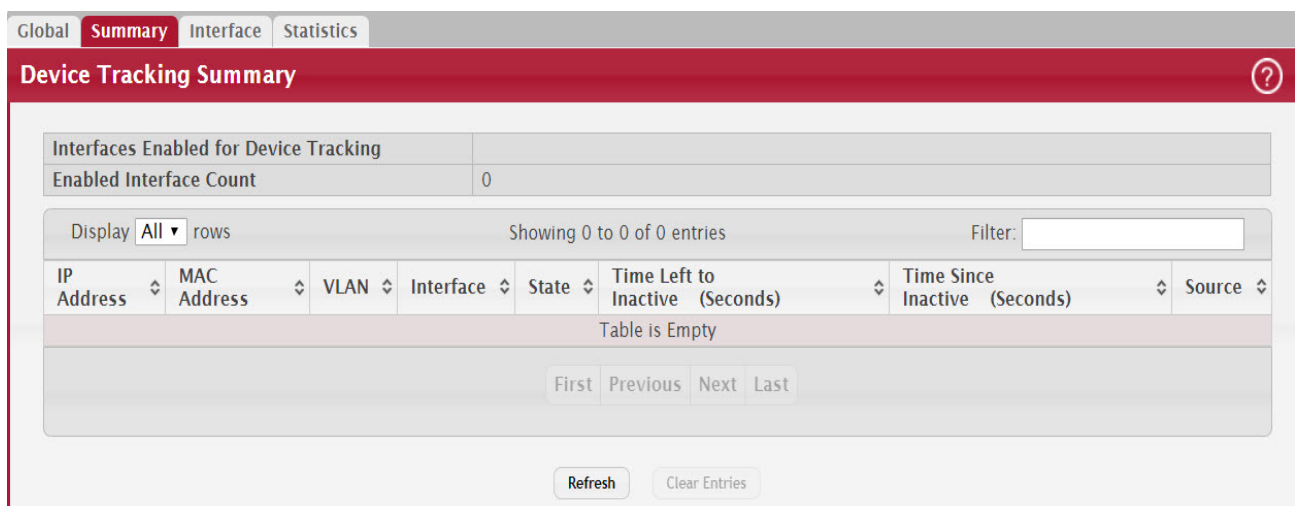 Global Summary Interface Statistics
Device Tracking Summary ?
Interfaces Enabled for Device Tracking
Enabled Interface Count 0
Display All ▾ rows Showing 0 to 0 of 0 entries Filter:
IP MAC VLAN Interface State Time Left to Time Since Source
Address Address Inactive (Seconds) Inactive (Seconds)
Table is Empty
First Previous Next Last
Refresh Clear Entries